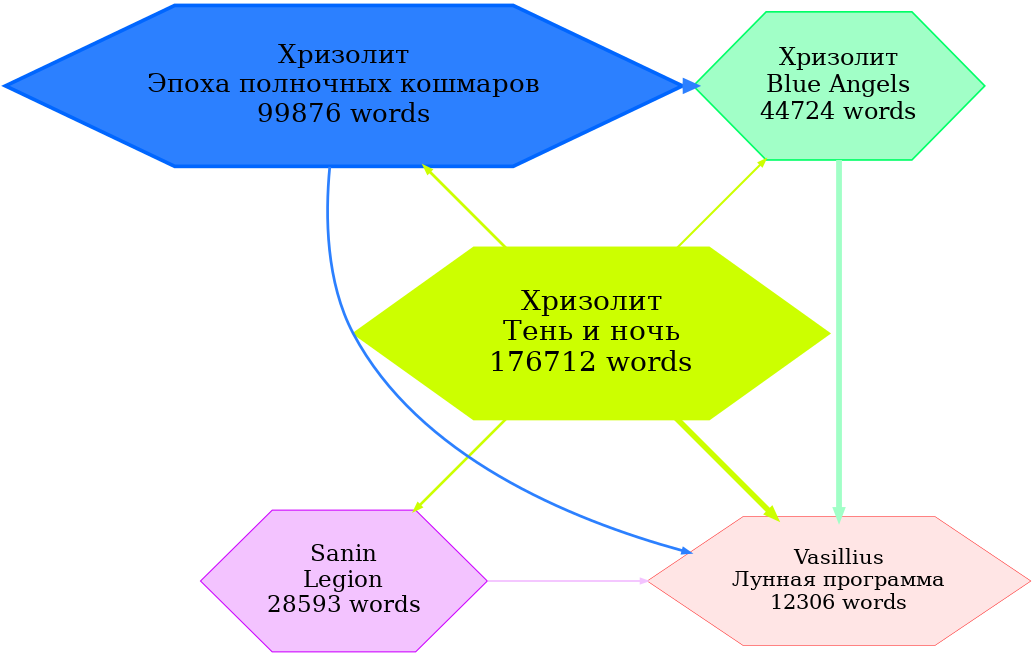 Хризолит
Эпоха полночных кошмаров
99876 words
Хризолит
Blue Angels
44724 words
Хризолит
Тень и ночь
176712 words
Sanin
Legion
28593 words
Vasillius
Лунная программа
12306 words